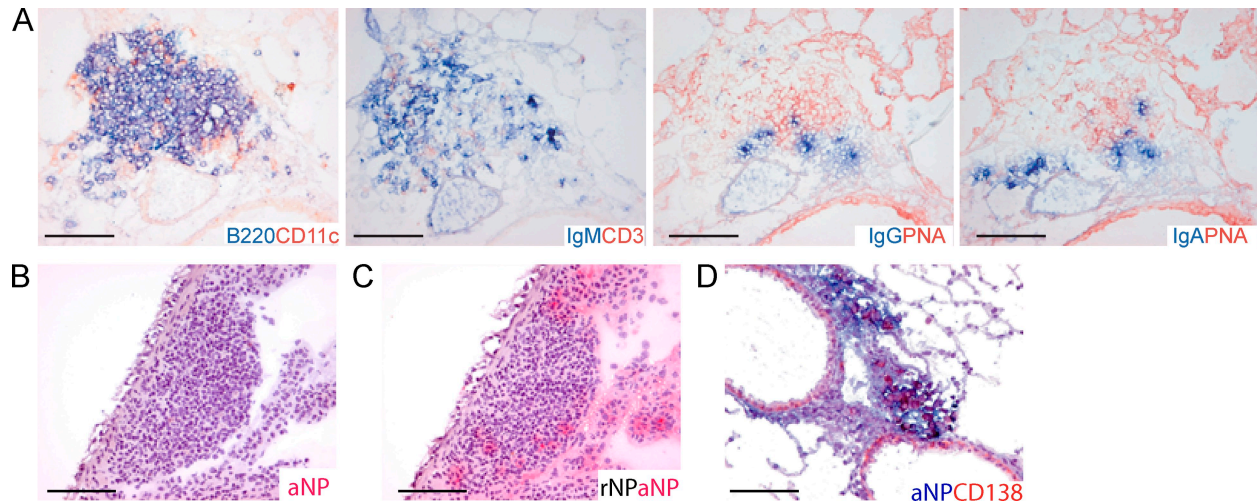 A
B220CD11c
IgMCD3
IgGPNA
IgAPNA
B
aNP
C
rNPaNP
D
aNPCD138